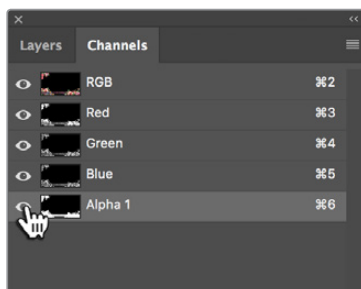 Layers Channels
RGB ⌘2
Red ⌘3
Green ⌘4
Blue ⌘5
Alpha 1 ⌘6